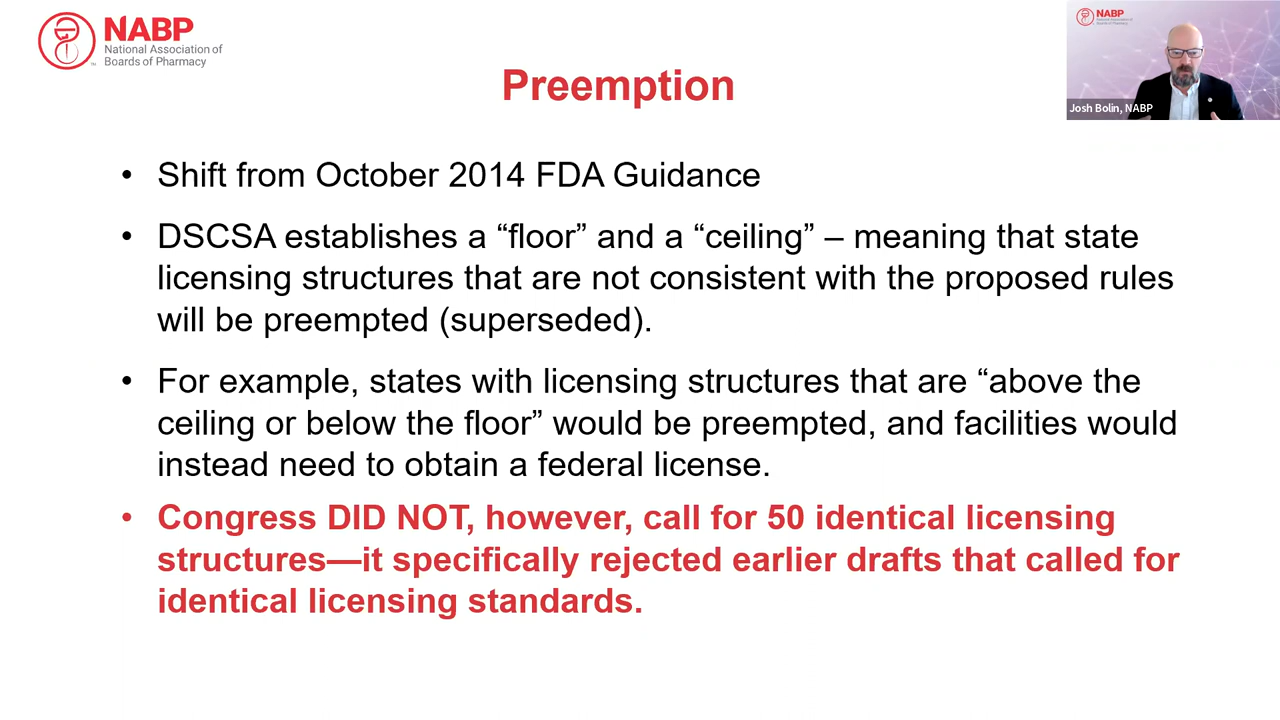 NABP
National Association of
Boards of Pharmacy
Preemption
NABP
Josh Bolin, NABP
• Shift from October 2014 FDA Guidance
• DSCSA establishes a “floor” and a “ceiling” – meaning that state
licensing structures that are not consistent with the proposed rules
will be preempted (superseded).
• For example, states with licensing structures that are “above the
ceiling or below the floor” would be preempted, and facilities would
instead need to obtain a federal license.
• Congress DID NOT, however, call for 50 identical licensing
structures—it specifically rejected earlier drafts that called for
identical licensing standards.